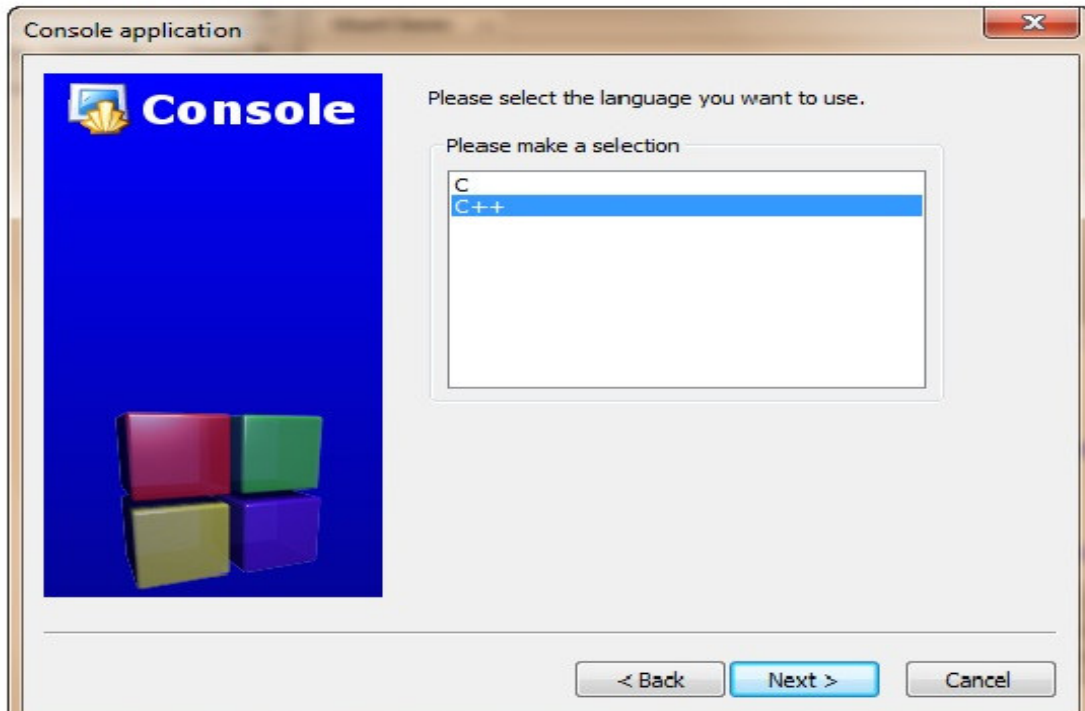 Console application
Console
Please select the language you want to use.
Please make a selection
C
C++
< Back
Next >
Cancel